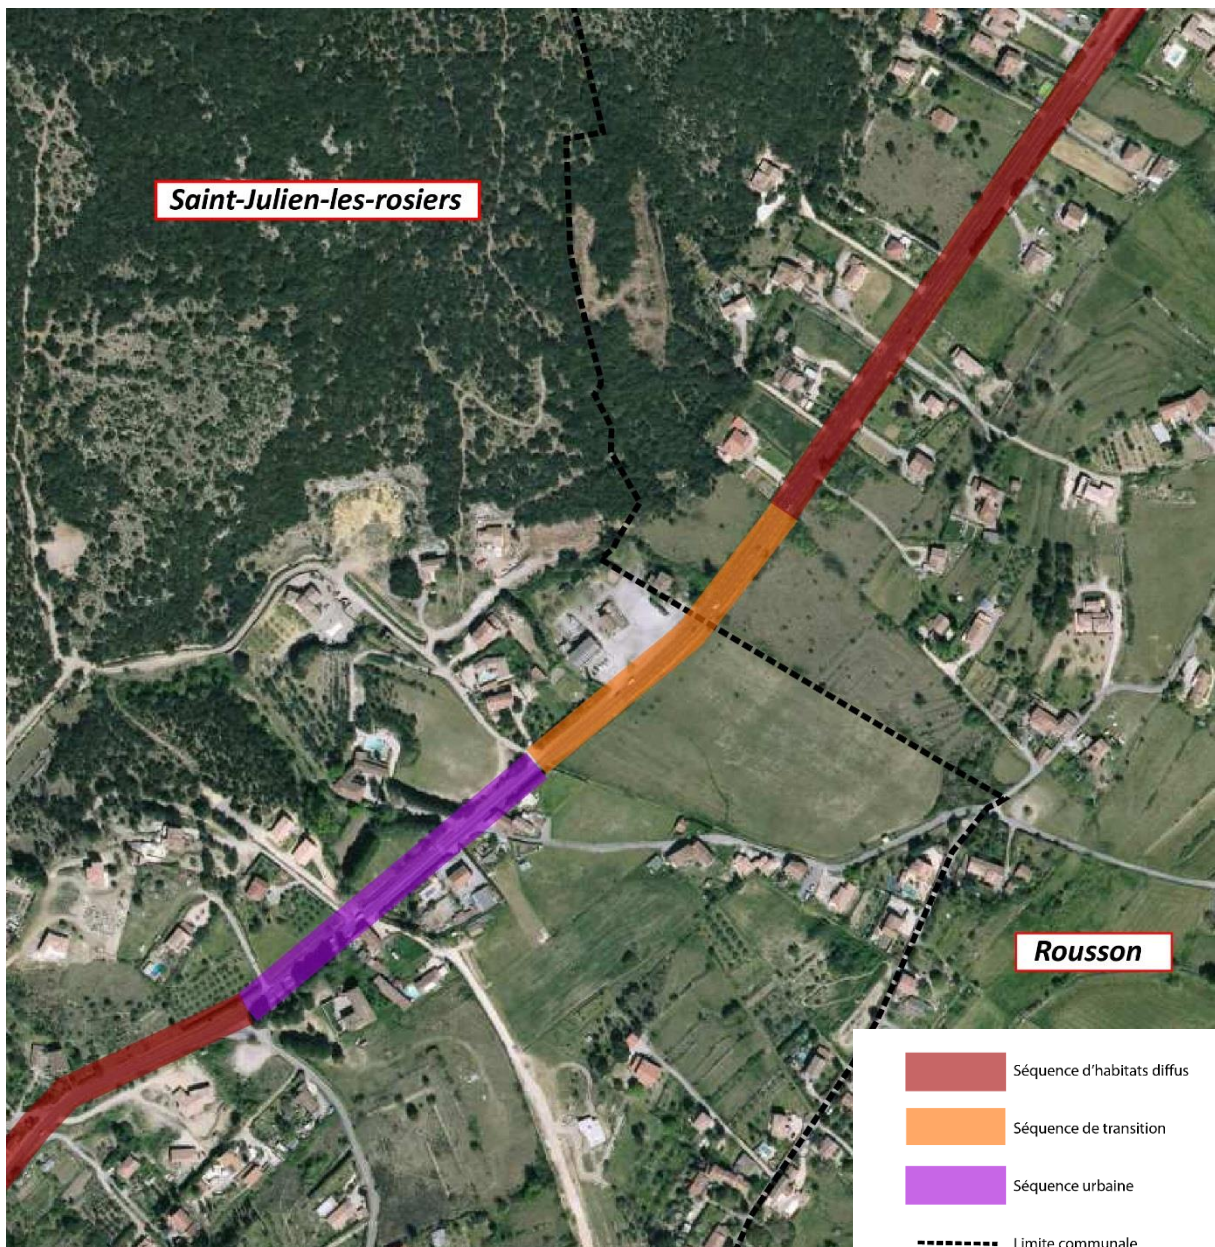 Saint-Julien-les-rosiers
Rousson
Séquence d'habitats diffus
Séquence de transition
Séquence urbaine
Limite communale